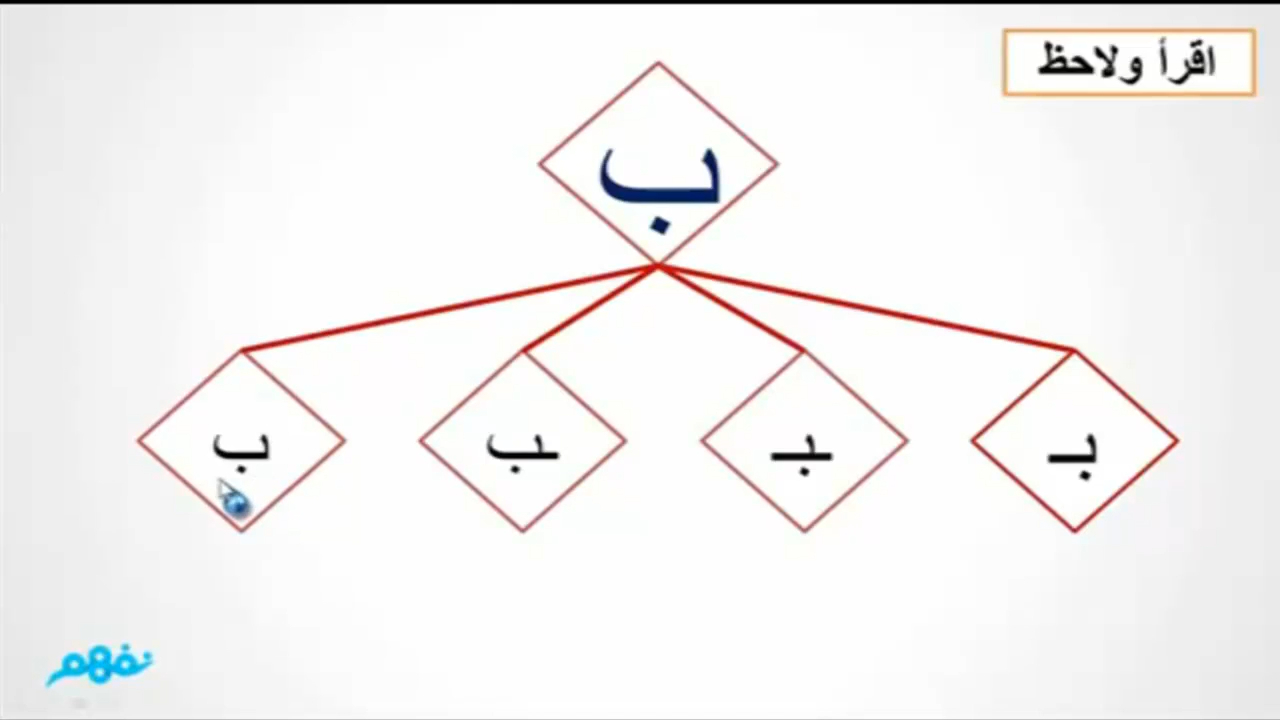 اقرأ ولاحظ
ب
بـ
ـبـ
ـب
ب
نفهم